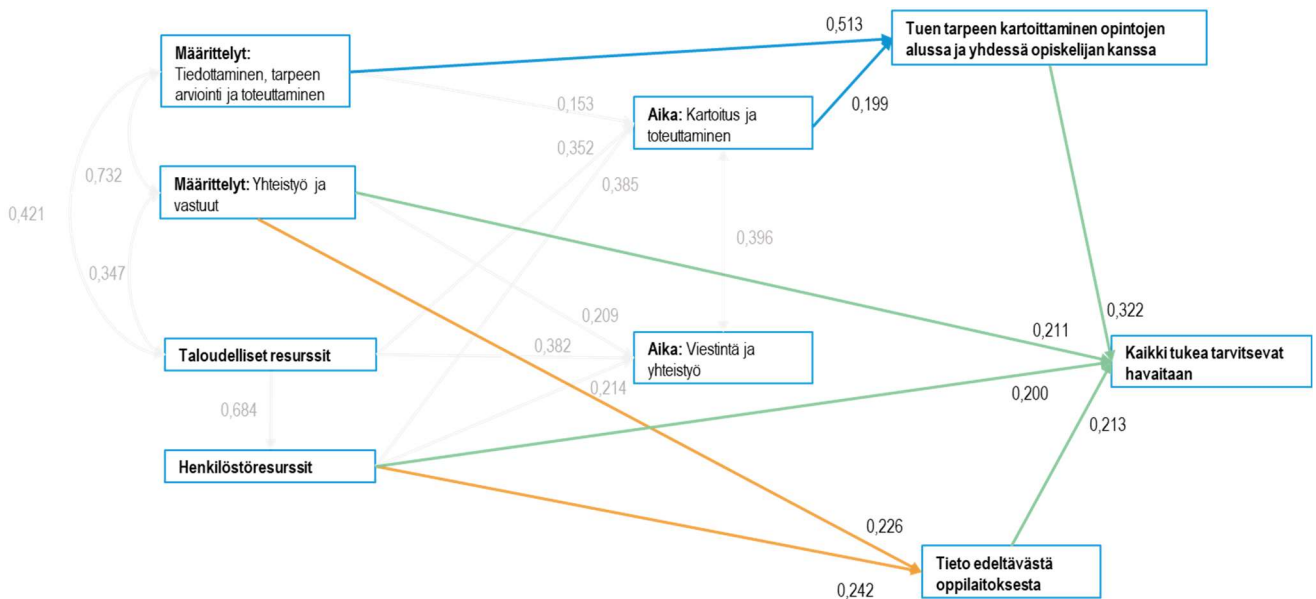 Määrittelyt:
Tiedottaminen, tarpeen
arviointi ja toteuttaminen
0,513
Tuen tarpeen kartoittaminen opintojen
alussa ja yhdessä opiskelijan kanssa
0,153
Aika: Kartoitus ja
toteuttaminen
0,199
0,352
0,385
0,732
0,421
0,347
Määrittelyt: Yhteistyö ja
vastuut
0,396
0,209
0,382
0,214
Aika: Viestintä ja
yhteistyö
0,322
0,211
Kaikki tukea tarvitsevat
havaitaan
0,200
0,213
Taloudelliset resurssit
0,684
Henkilöstöresurssit
0,226
0,242
Tieto edeltävästä
oppilaitoksesta